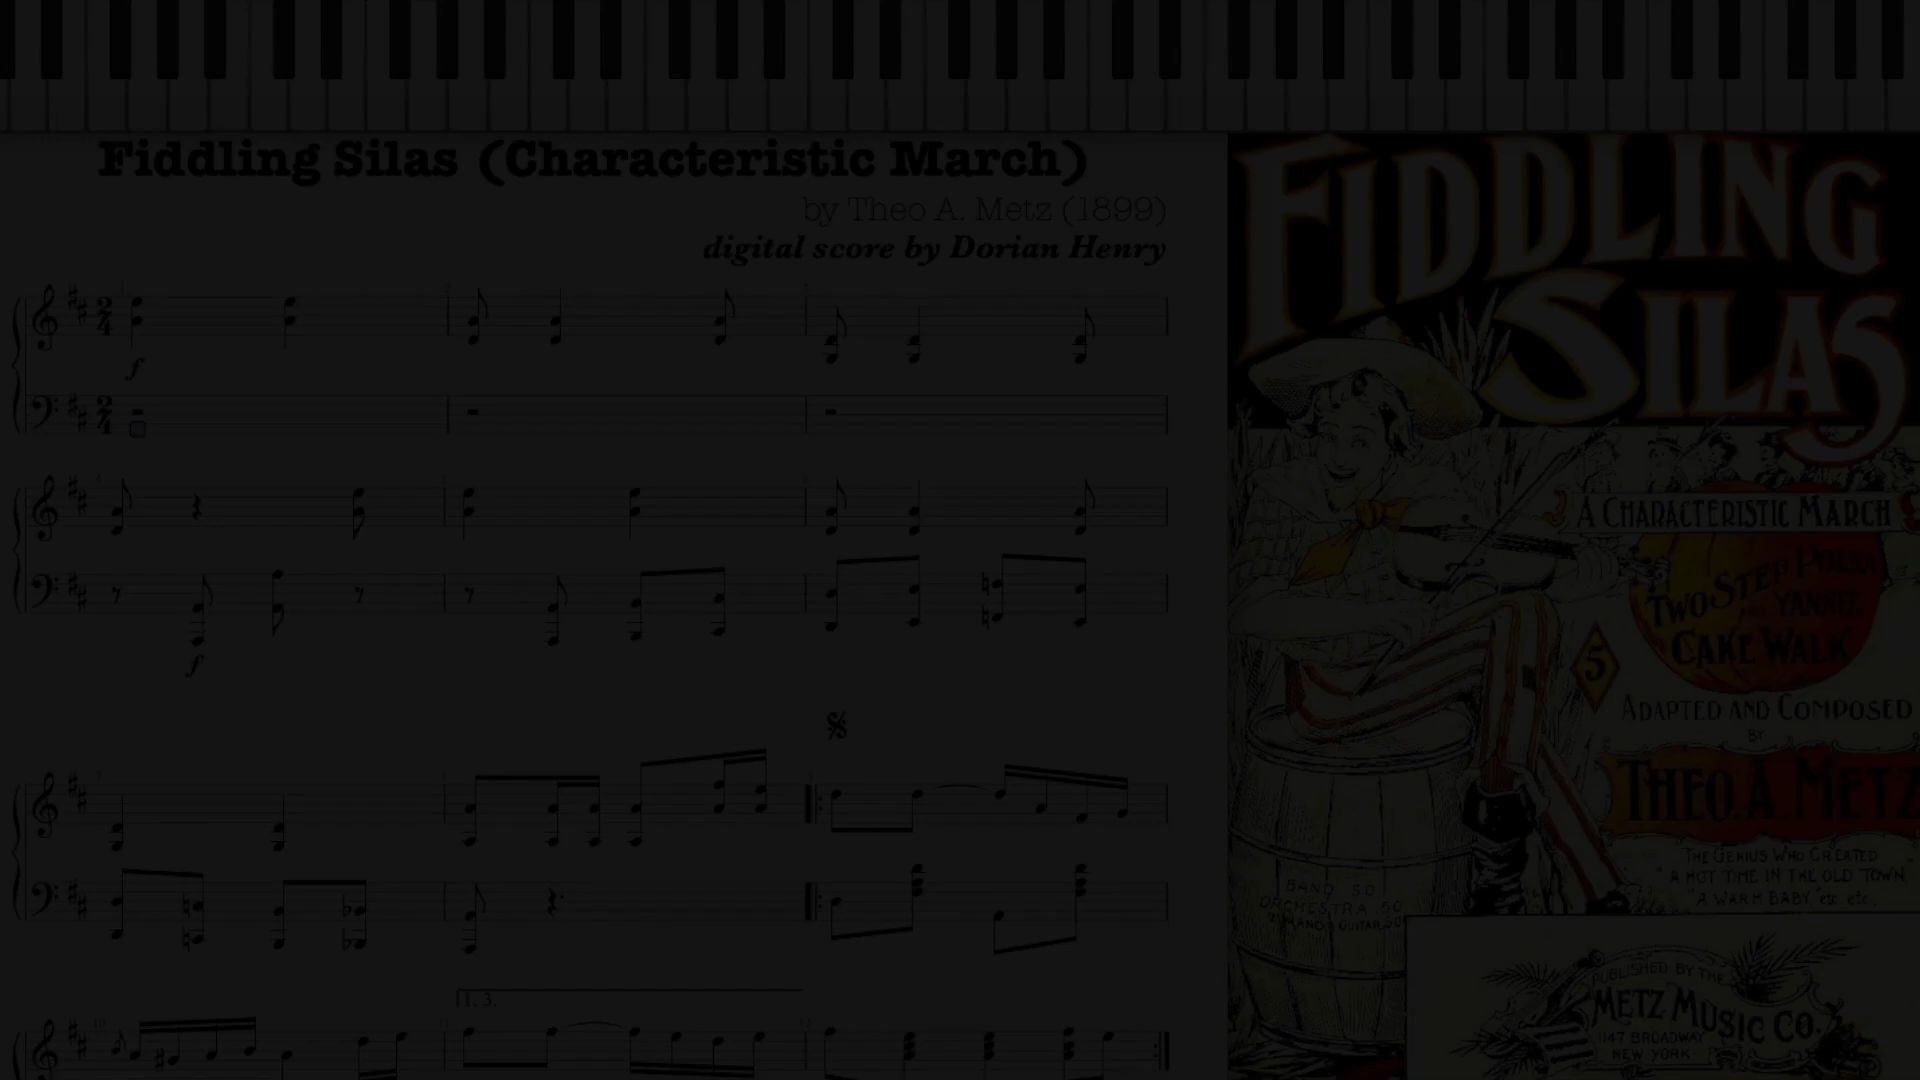 Fiddling Silas (Characteristic March)
by Theo A. Metz (1899)
digital score by Dorian Henry
1. 3.
FIDDLING
SILAS
A CHARACTERISTIC MARCH
TWO STEP POLKA
OR YANKEE
CAKE WALK
5
ADAPTED AND COMPOSED
BY
THEO. A. METZ
THE GENIUS WHO CREATED
"A HOT TIME IN THE OLD TOWN"
"A WARM BABY" etc. etc.
BAND 50
ORCHESTRA 50
PUBLISHED BY THE
METZ MUSIC CO.
1147 BROADWAY
NEW YORK